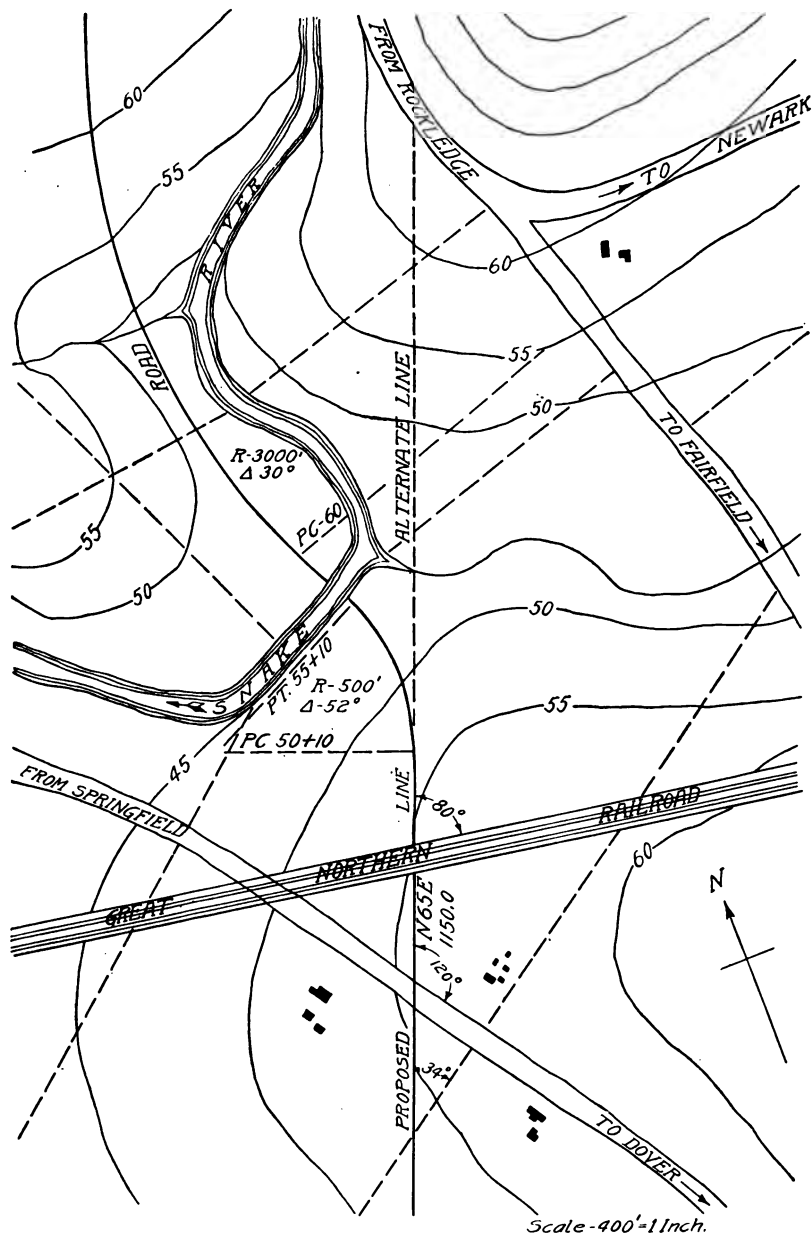 FROM ROCKLEDGE
TO NEWARK
60
55
RIVER
60
55
ROAD
ALTERNATE LINE
50
R-3000'
Δ 30°
TO FAIRFIELD
PC-60
55
50
50
SNAKE
PT. 55+10
R-500'
Δ-52°
55
PC 50+10
45
FROM SPRINGFIELD
LINE
80°
RAILROAD
NORTHERN
GREAT
60
N
N65E
1150.0
120°
PROPOSED
34°
TO DOVER
Scale-400'=1Inch.